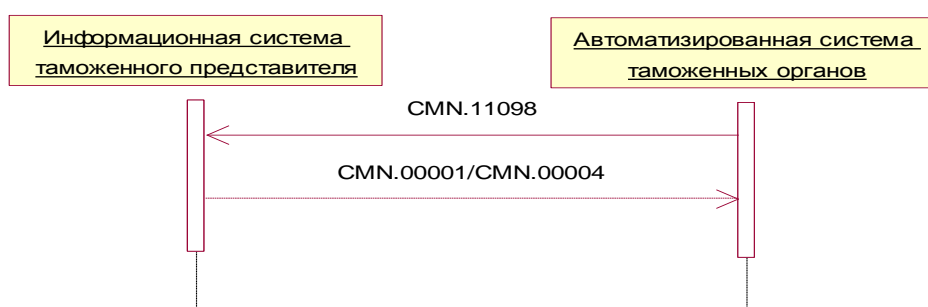 Информационная система
таможенного представителя
Автоматизированная система
таможенных органов
CMN.11098
CMN.00001/CMN.00004